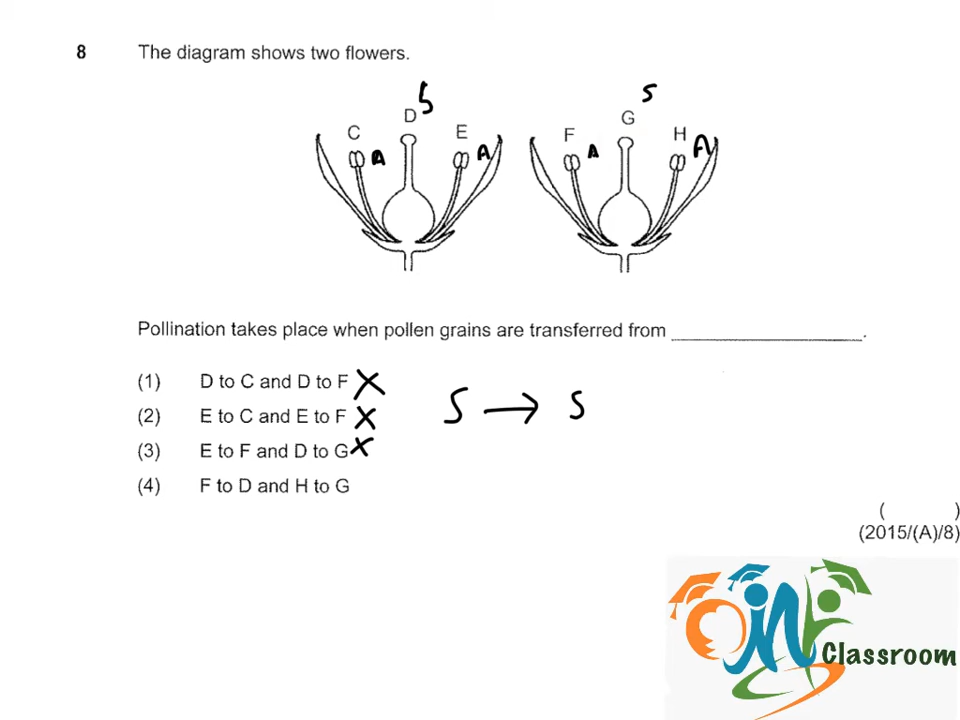 8 The diagram shows two flowers.
S S
D G
C E F H
A A A A
Pollination takes place when pollen grains are transferred from ____________________.
(1) D to C and D to F X
(2) E to C and E to F X
(3) E to F and D to G X
S → S
(4) F to D and H to G
( )
(2015/(A)/8)
Classroom